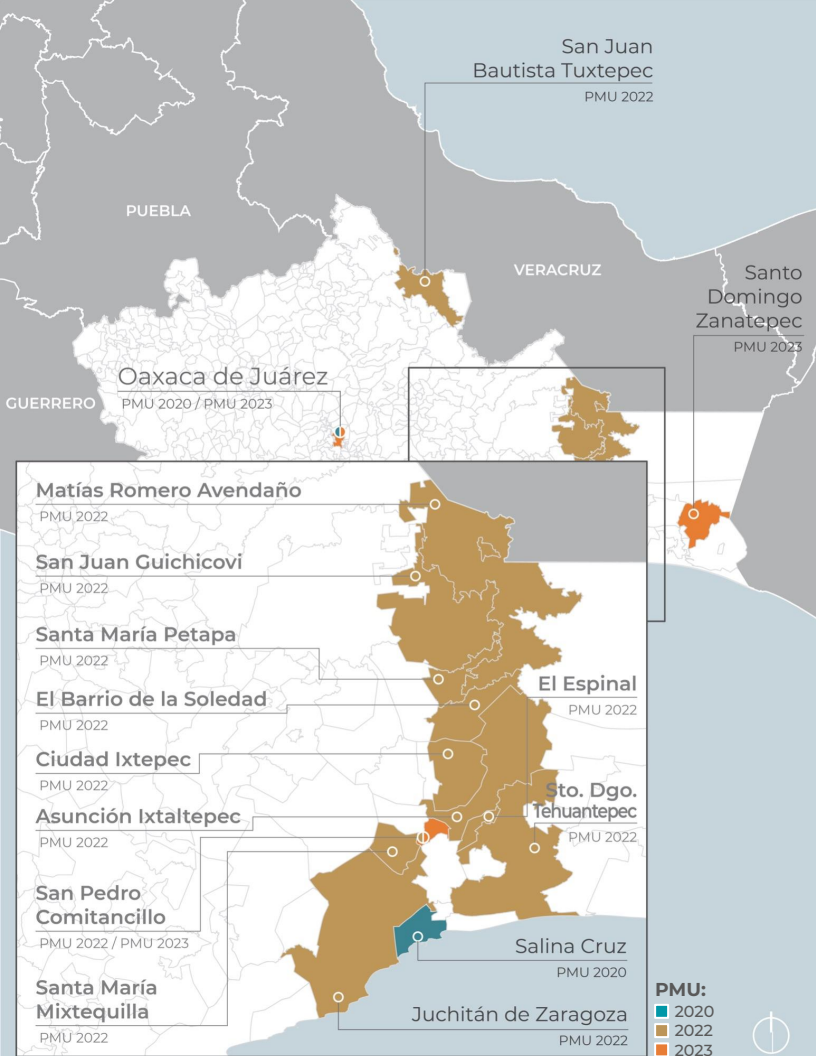 San Juan
Bautista Tuxtepec
PMU 2022
PUEBLA
VERACRUZ
Santo
Domingo
Zanatepec
PMU 2023
Oaxaca de Juárez
PMU 2020 / PMU 2023
GUERRERO
Matías Romero Avendaño
PMU 2022
San Juan Guichicovi
PMU 2022
Santa María Petapa
PMU 2022
El Barrio de la Soledad
PMU 2022
Ciudad Ixtepec
PMU 2022
Asunción Ixtaltepec
PMU 2022
San Pedro
Comitancillo
PMU 2022 / PMU 2023
Santa María
Mixtequilla
PMU 2022
El Espinal
PMU 2022
Sto. Dgo.
Tehuantepec
PMU 2022
Salina Cruz
PMU 2020
Juchitán de Zaragoza
PMU 2022
PMU:
2020
2022
2023